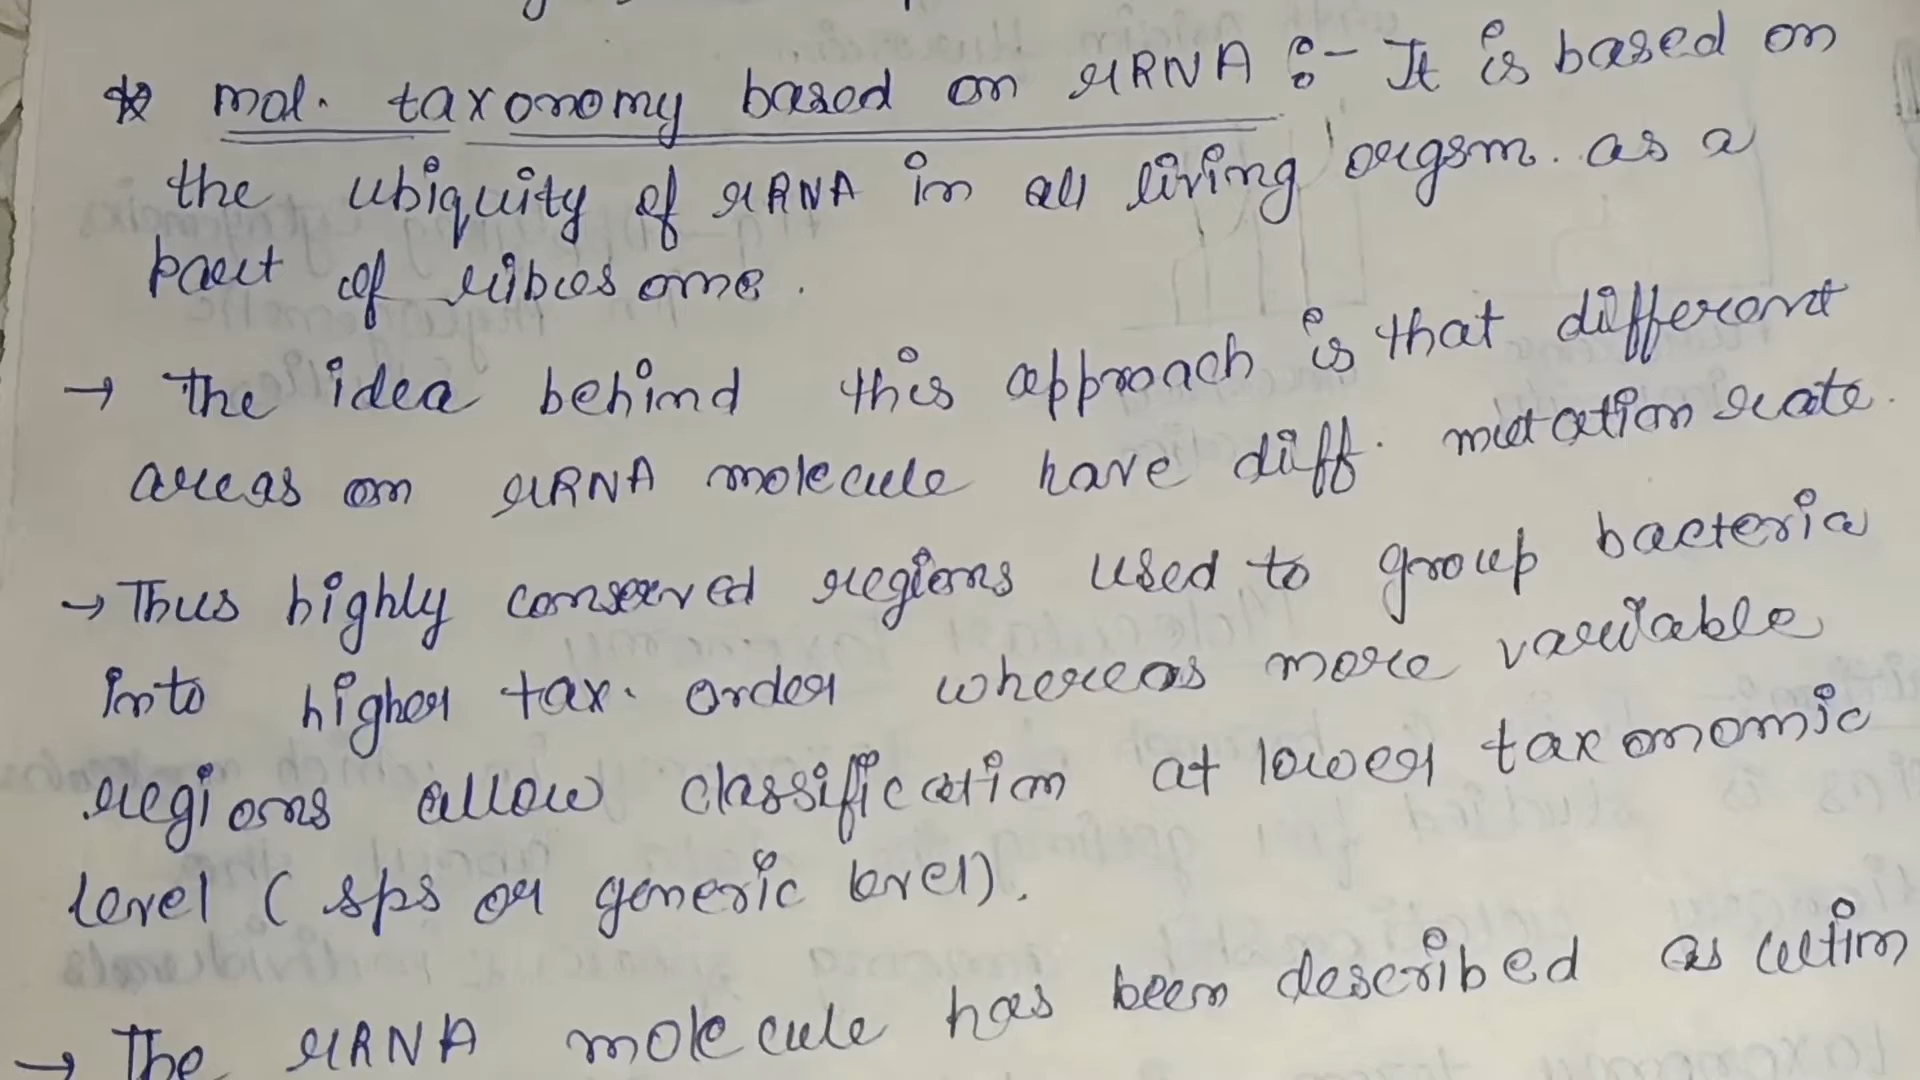 ☆ mol. taxonomy based on rRNA :- It is based on
the ubiquity of rRNA in all living orgsm. as a
part of ribosome.
→ The idea behind this approach is that different
areas on rRNA molecule have diff. mutation rate.
→ Thus highly conserved regions used to group bacteria
into higher tax. order whereas more variable
regions allow classification at lower taxonomic
level ( sps or generic level).
→ The rRNA molecule has been described as ultim